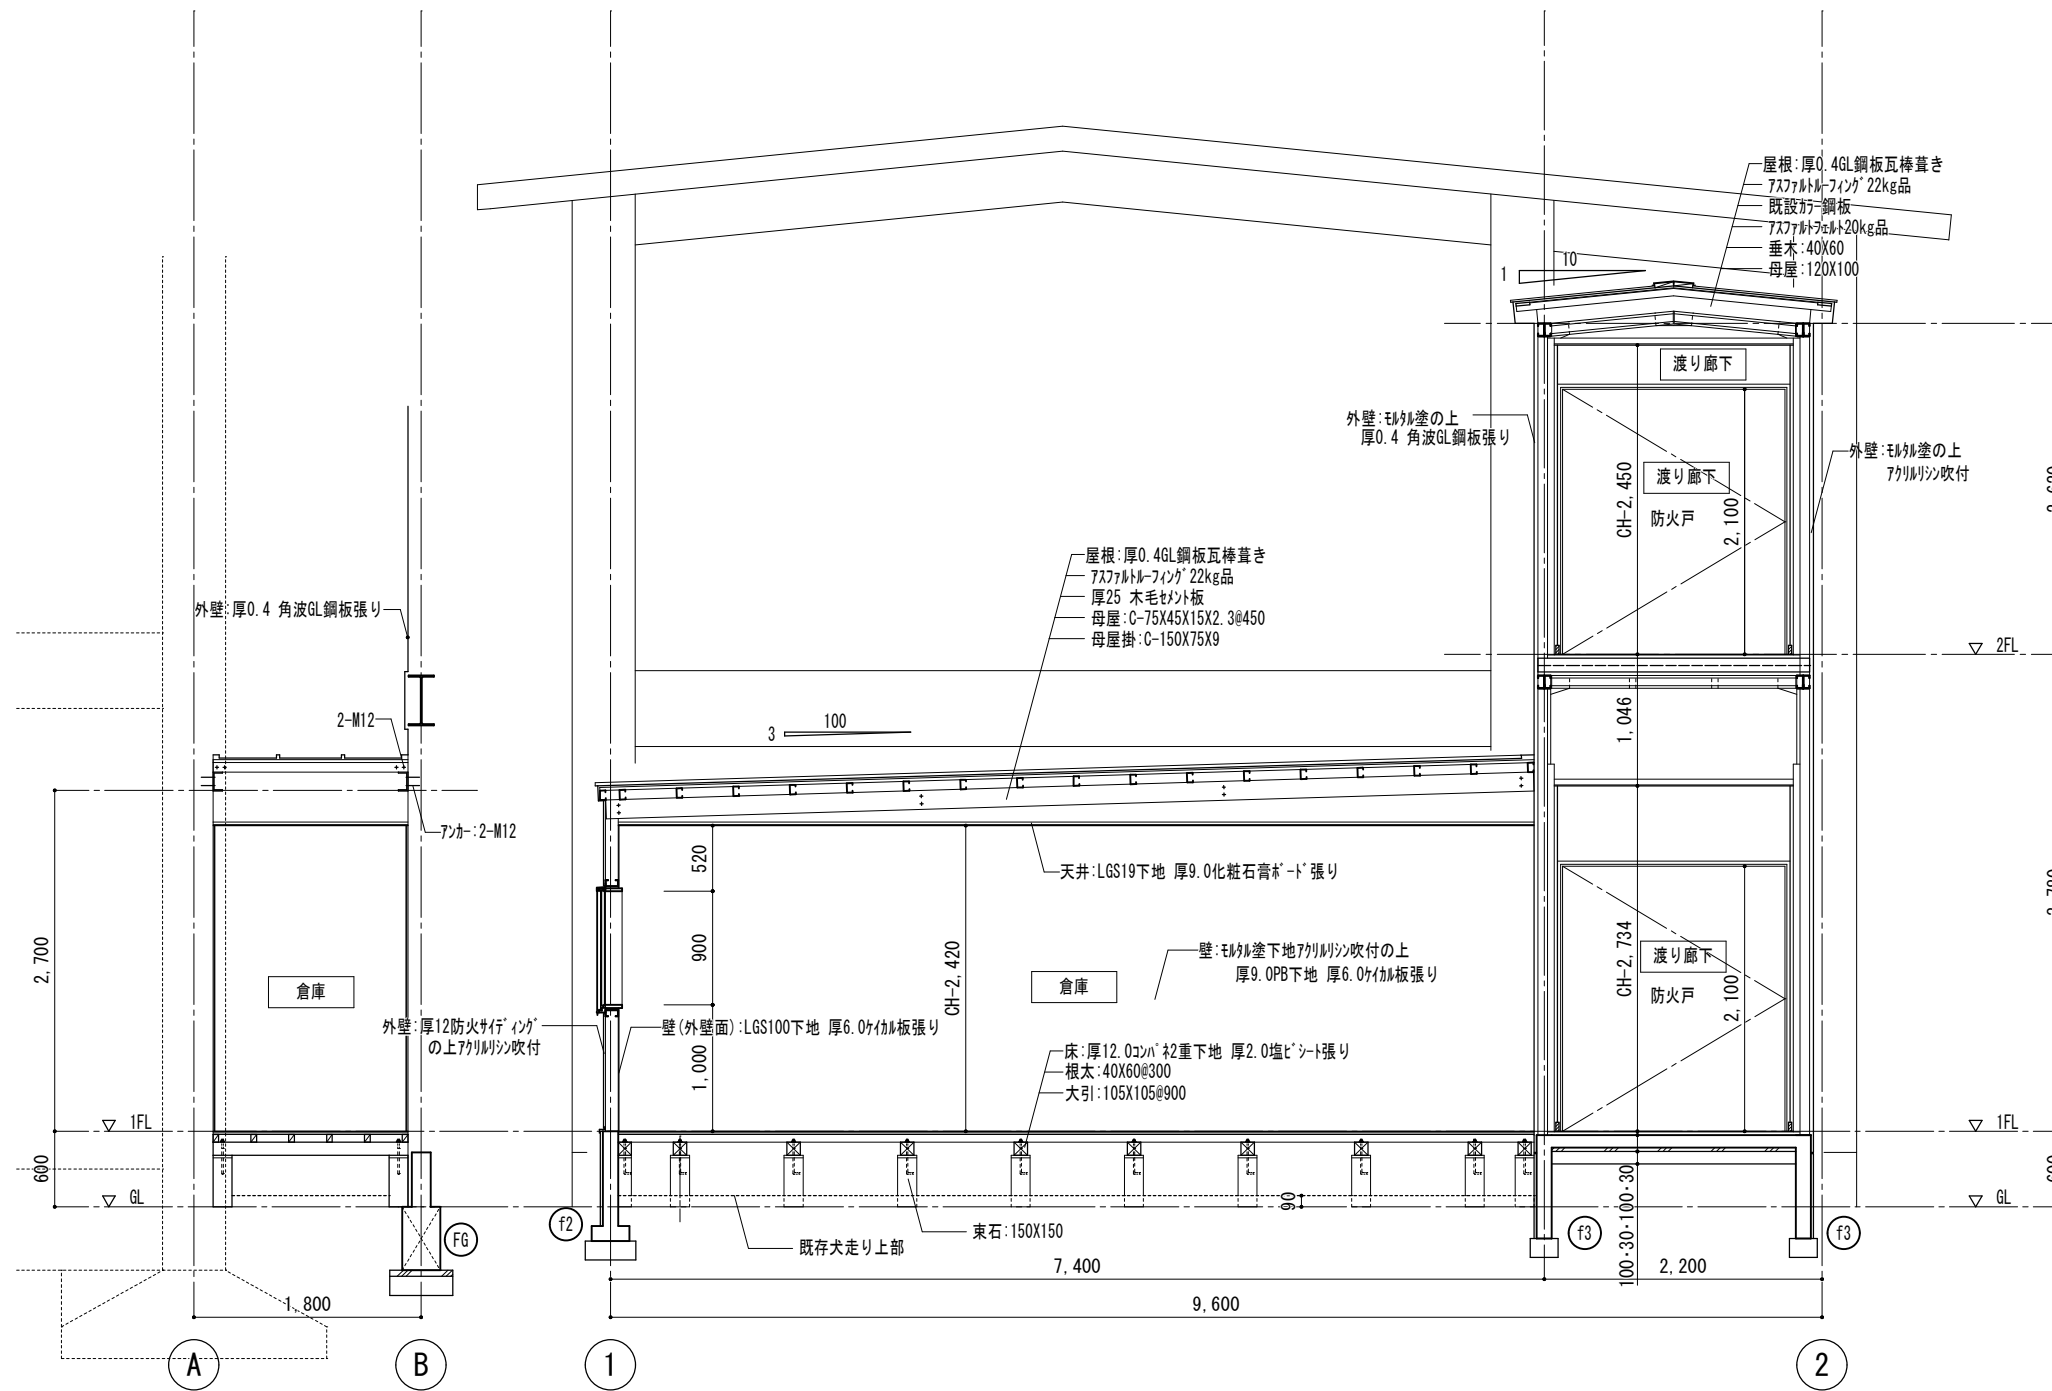 屋根:厚0.4GL鋼板瓦棒葺き
ｱｽﾌｧﾙﾄﾙｰﾌｨﾝｸﾞ22kg品
既設ｶﾗｰ鋼板
ｱｽﾌｧﾙﾄﾌｪﾙﾄ20kg品
垂木:40X60
母屋:120X100
1
10
渡り廊下
外壁:ﾓﾙﾀﾙ塗の上
厚0.4 角波GL鋼板張り
外壁:ﾓﾙﾀﾙ塗の上
ｱｸﾘﾙﾘｼﾝ吹付
CH-2,450
渡り廊下
防火戸
2,100
屋根:厚0.4GL鋼板瓦棒葺き
ｱｽﾌｧﾙﾄﾙｰﾌｨﾝｸﾞ22kg品
厚25 木毛ｾﾒﾝﾄ板
母屋:C-75X45X15X2.3@450
母屋掛:C-150X75X9
外壁:厚0.4 角波GL鋼板張り
2FL
2-M12
3
100
1,046
ｱﾝｶｰ:2-M12
天井:LGS19下地 厚9.0化粧石膏ﾎﾞｰﾄﾞ張り
520
900
1,000
CH-2,420
2,700
倉庫
倉庫
壁:ﾓﾙﾀﾙ塗下地ｱｸﾘﾙﾘｼﾝ吹付の上
厚9.0PB下地 厚6.0ｹｲｶﾙ板張り
CH-2,734
渡り廊下
防火戸
2,100
外壁:厚12防火ｻｲﾃﾞｨﾝｸﾞ
の上ｱｸﾘﾙﾘｼﾝ吹付
壁(外壁面):LGS100下地 厚6.0ｹｲｶﾙ板張り
床:厚12.0ｺﾝﾊﾟﾈ2重下地 厚2.0塩ﾋﾞｼｰﾄ張り
根太:40X60@300
大引:105X105@900
1FL
1FL
600
GL
GL
90
100･30･100･100･30
FG
f2
f3
f3
既存犬走り上部
束石:150X150
7,400
2,200
1,800
9,600
A
B
1
2